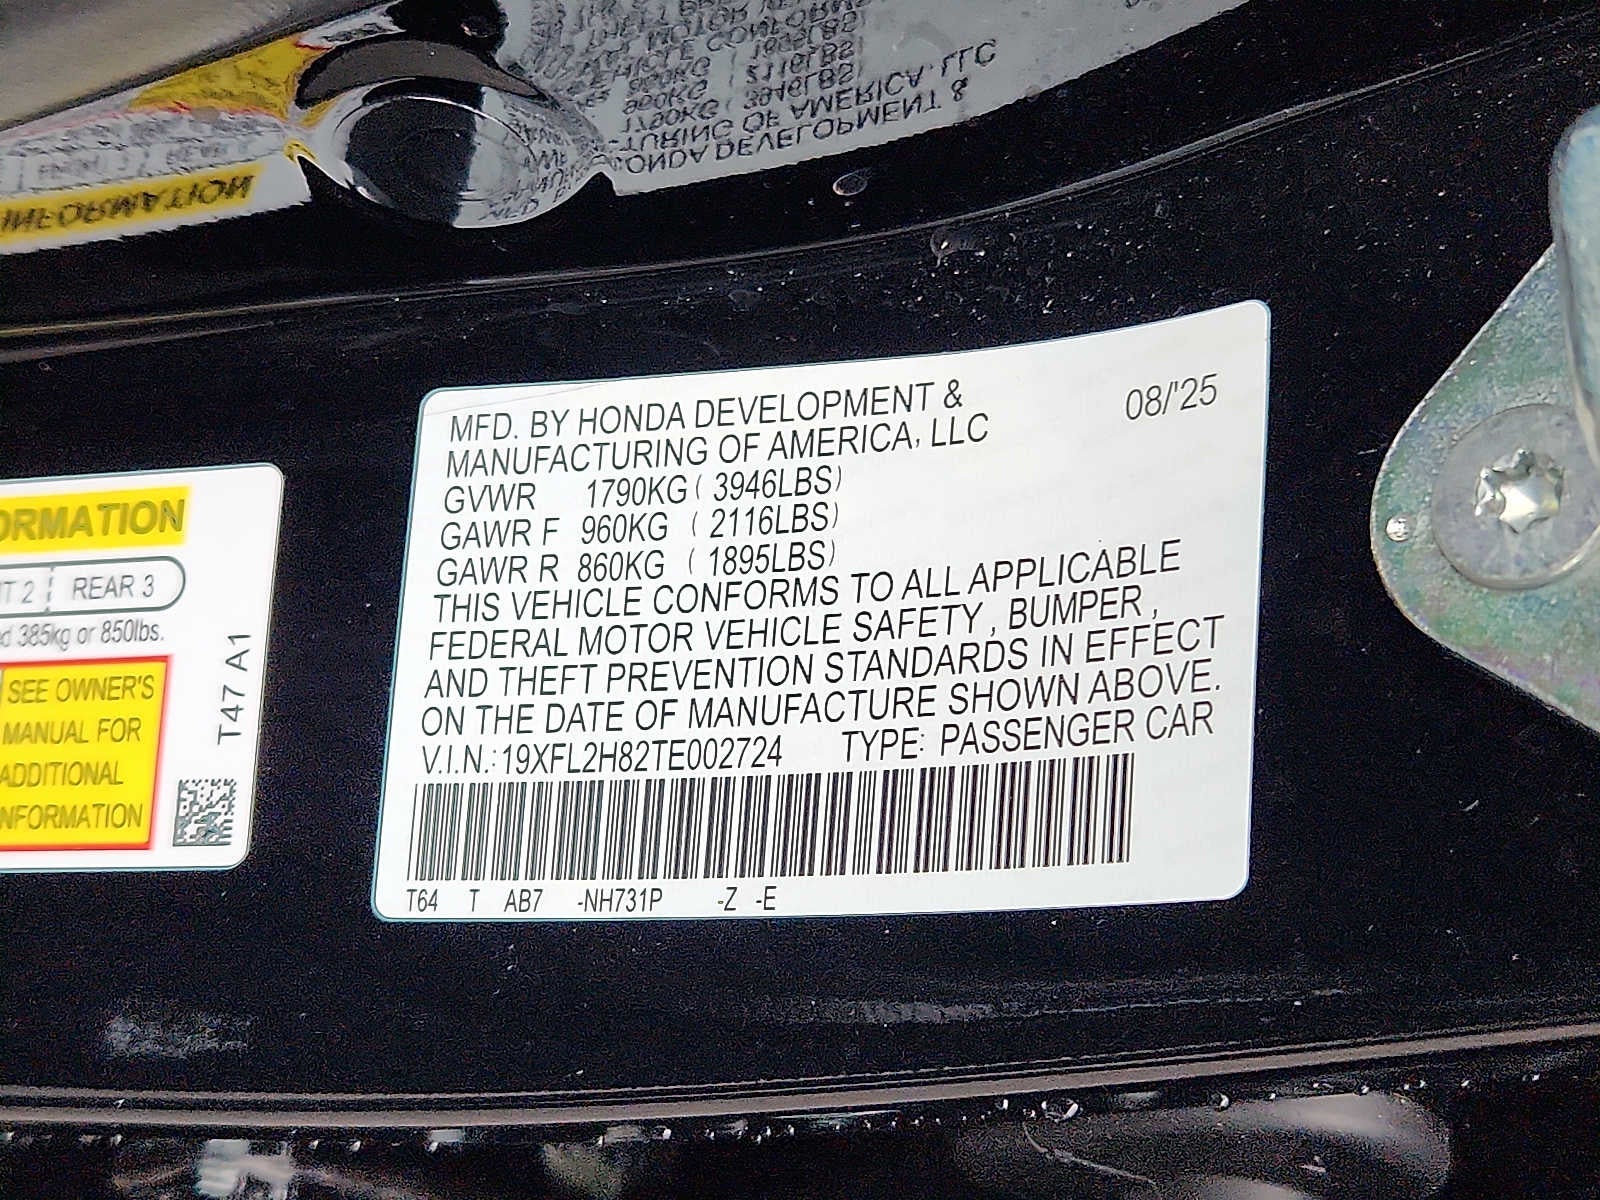 MFD. BY HONDA DEVELOPMENT &
MANUFACTURING OF AMERICA, LLC
08/'25
GVWR 1790KG ( 3946LBS)
GAWR F 960KG ( 2116LBS)
GAWR R 860KG ( 1895LBS)
THIS VEHICLE CONFORMS TO ALL APPLICABLE
FEDERAL MOTOR VEHICLE SAFETY , BUMPER ,
AND THEFT PREVENTION STANDARDS IN EFFECT
ON THE DATE OF MANUFACTURE SHOWN ABOVE.
V.I.N.: 19XFL2H82TE002724 TYPE: PASSENGER CAR
T64 T AB7 -NH731P -Z -E
ORMATION
T 2 REAR 3
d 385kg or 850lbs.
SEE OWNER'S
MANUAL FOR
ADDITIONAL
NFORMATION
T47 A1